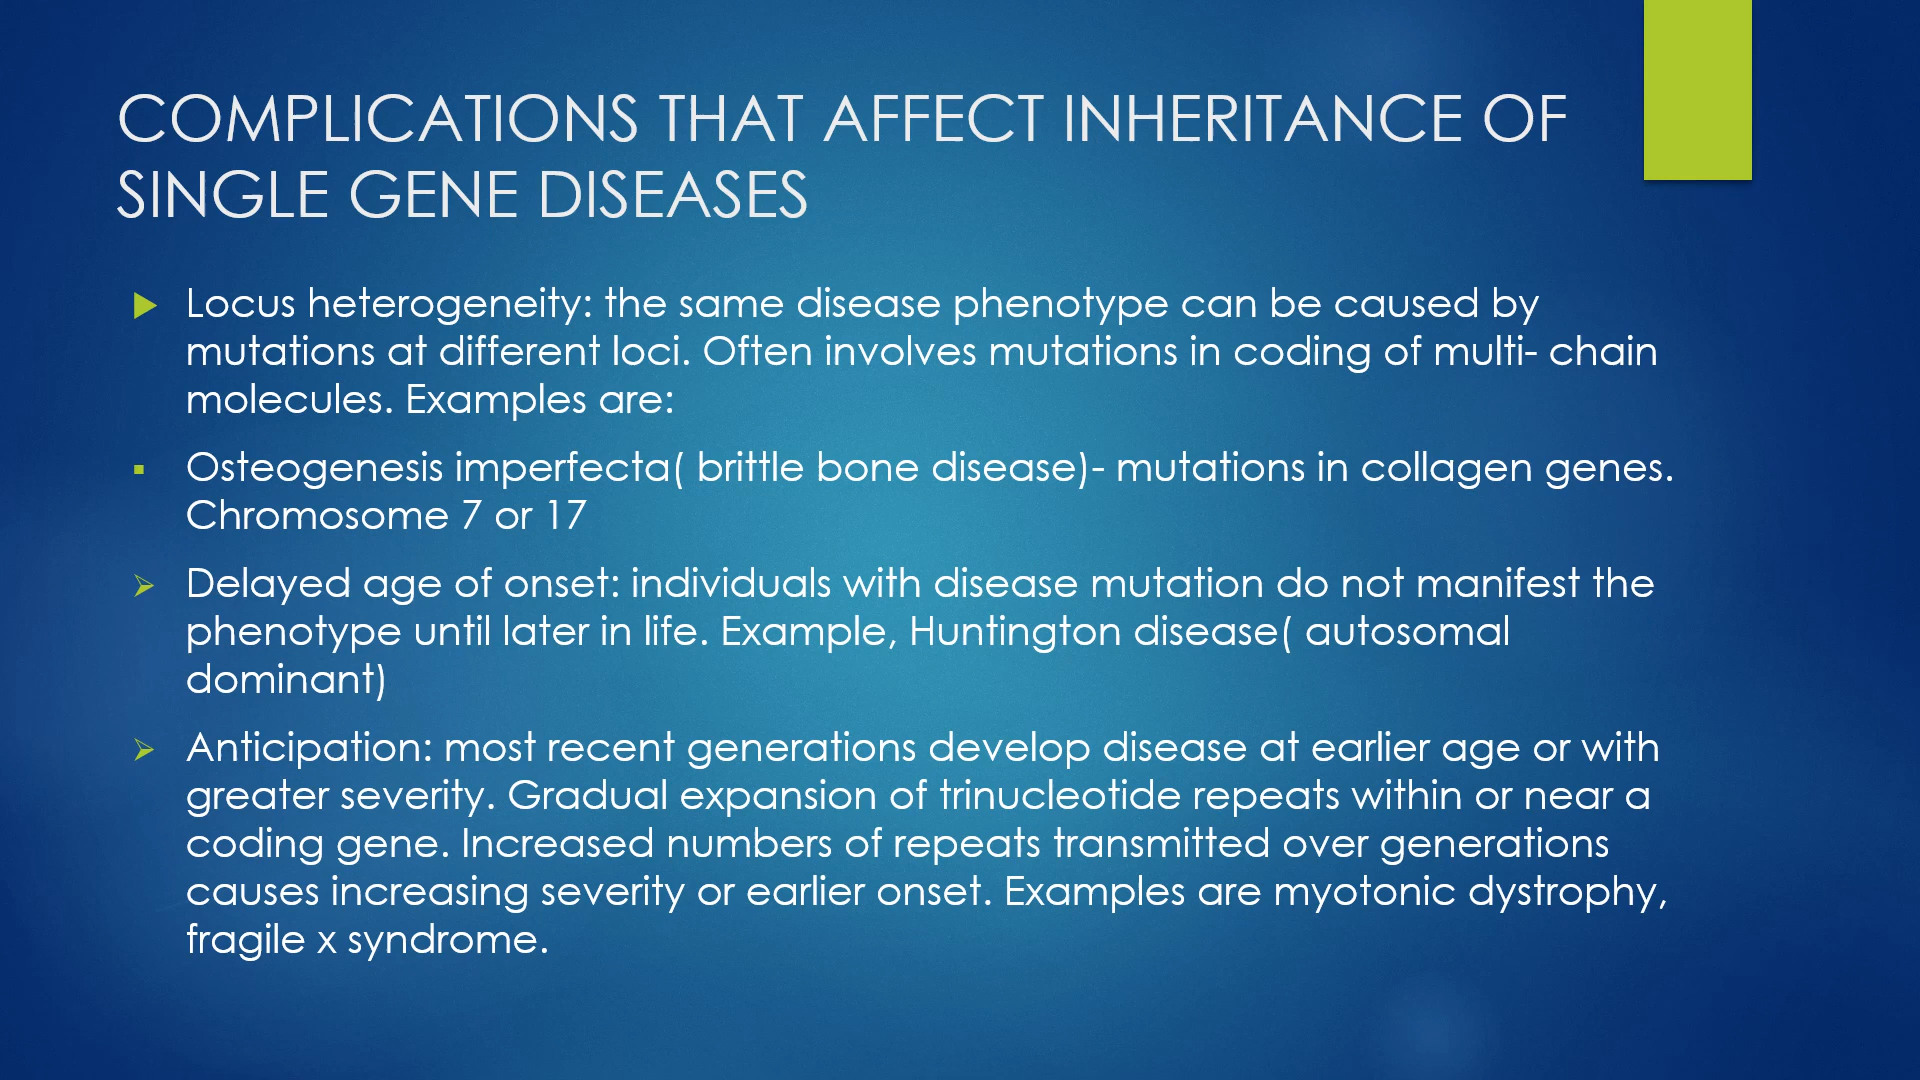 COMPLICATIONS THAT AFFECT INHERITANCE OF
SINGLE GENE DISEASES
Locus heterogeneity: the same disease phenotype can be caused by
mutations at different loci. Often involves mutations in coding of multi- chain
molecules. Examples are:
Osteogenesis imperfecta( brittle bone disease)- mutations in collagen genes.
Chromosome 7 or 17
Delayed age of onset: individuals with disease mutation do not manifest the
phenotype until later in life. Example, Huntington disease( autosomal
dominant)
Anticipation: most recent generations develop disease at earlier age or with
greater severity. Gradual expansion of trinucleotide repeats within or near a
coding gene. Increased numbers of repeats transmitted over generations
causes increasing severity or earlier onset. Examples are myotonic dystrophy,
fragile x syndrome.